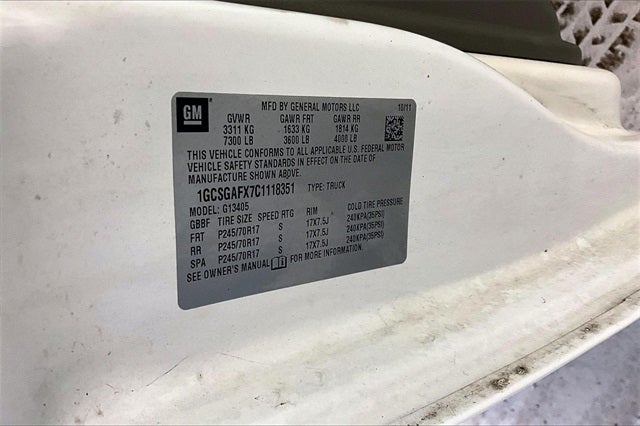 GM
MFD BY GENERAL MOTORS LLC 10/11
GVWR GAWR FRT GAWR RR
3311 KG 1633 KG 1814 KG
7300 LB 3600 LB 4000 LB
THIS VEHICLE CONFORMS TO ALL APPLICABLE U.S. FEDERAL MOTOR
VEHICLE SAFETY STANDARDS IN EFFECT ON THE DATE OF
MANUFACTURE SHOWN ABOVE.
1GCSGAFX7C1118351 TYPE: TRUCK
MODEL: G13405
GBBF TIRE SIZE SPEED RTG RIM COLD TIRE PRESSURE
FRT P245/70R17 S 17X7.5J 240KPA(35PSI)
RR P245/70R17 S 17X7.5J 240KPA(35PSI)
SPA P245/70R17 S 17X7.5J 240KPA(35PSI)
SEE OWNER'S MANUAL FOR MORE INFORMATION.